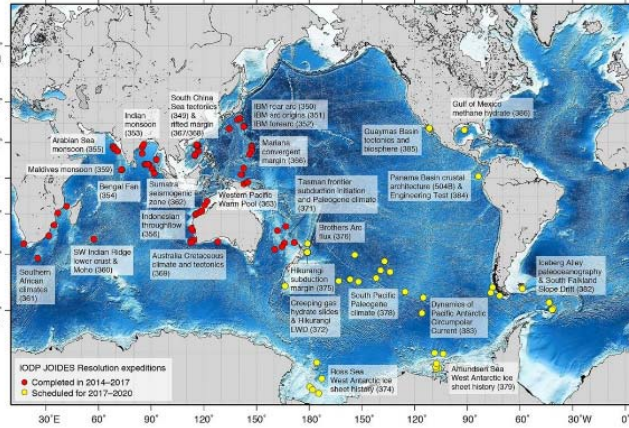 South China
Sea tectonics
(349) &
rifted margin
(367/368)
Indian
monsoon
(353)
IBM rear arc (350)
IBM arc origins (351)
IBM forearc (352)
Gulf of Mexico
methane hydrate (386)
Arabian Sea
monsoon (355)
Mariana
convergent
margin
(366)
Guaymas Basin
tectonics and
biosphere
(385)
Maldives monsoon (359)
Bengal Fan
(354)
Sumatra
seismogenic
zone (362)
Western Pacific
Warm Pool (363)
Tasman frontier
subduction initiation
and Paleogene climate
(371)
Panama Basin crustal
architecture (504B) &
Engineering Test (384)
Indonesian
throughflow
(356)
Brothers Arc
flux (376)
Southern
African
climates
(361)
SW Indian Ridge
lower crust &
Moho (360)
Australia Cretaceous
climate and tectonics
(369)
Hikurangi
subduction
margin (375)
Creeping gas
hydrate slides
& Hikurangi
LWD (372)
South Pacific
Paleogene
climate (378)
Dynamics of
Pacific Antarctic
Circumpolar
Current (383)
Iceberg Alley
paleoceanography
& South Falkland
Slope Drift (382)
IODP JOIDES Resolution expeditions
Completed in 2014–2017
Scheduled for 2017–2020
Ross Sea
West Antarctic ice
sheet history (374)
Amundsen Sea
West Antarctic ice
sheet history (379)
30°E 60°E 90°E 120°E 150°E 180° 150°W 120°W 90°W 60°W 30°W 0°